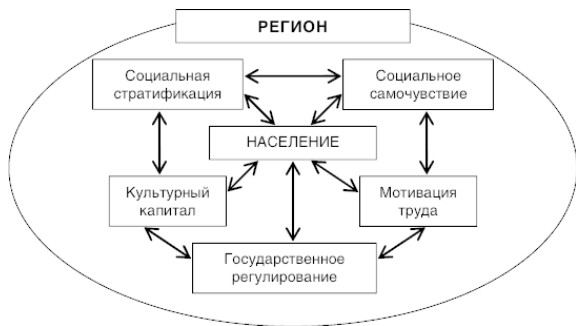 РЕГИОН
Социальная
стратификация
Социальное
самочувствие
НАСЕЛЕНИЕ
Культурный
капитал
Мотивация
труда
Государственное
регулирование